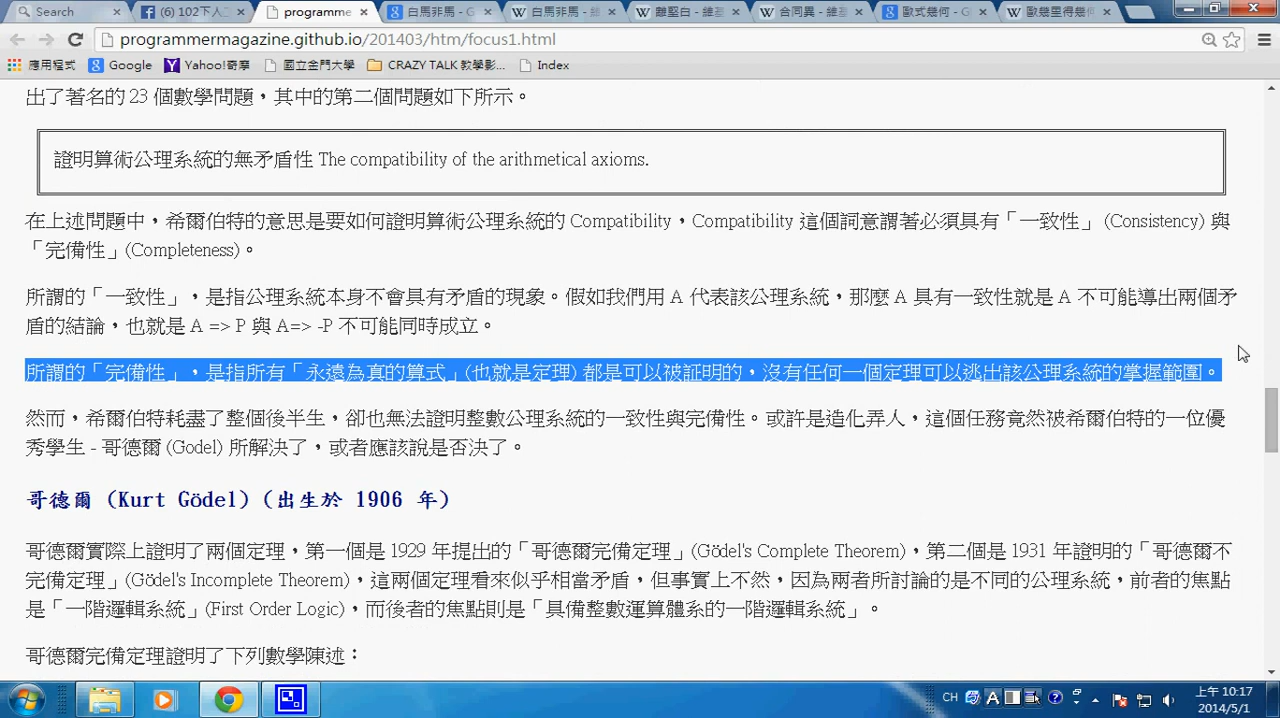 Search
(6) 102下人工
programme
白馬非馬 - G
白馬非馬 - 維基
離堅白 - 維基
合同異 - 維基
歐式幾何 - G
歐幾里得幾何
programmermagazine.github.io/201403/htm/focus1.html
應用程式 Google Yahoo!奇摩 國立金門大學 CRAZY TALK 教學影... Index
出了著名的 23 個數學問題，其中的第二個問題如下所示。
證明算術公理系統的無矛盾性 The compatibility of the arithmetical axioms.
在上述問題中，希爾伯特的意思是要如何證明算術公理系統的 Compatibility，Compatibility 這個詞意謂著必須具有「一致性」 (Consistency) 與
「完備性」(Completeness)。
所謂的「一致性」，是指公理系統本身不會具有矛盾的現象。假如我們用 A 代表該公理系統，那麼 A 具有一致性就是 A 不可能導出兩個矛
盾的結論，也就是 A => P 與 A=> -P 不可能同時成立。
所謂的「完備性」，是指所有「永遠為真的算式」(也就是定理) 都是可以被証明的，沒有任何一個定理可以逃出該公理系統的掌握範圍。
然而，希爾伯特耗盡了整個後半生，卻也無法證明整數公理系統的一致性與完備性。或許是造化弄人，這個任務竟然被希爾伯特的一位優
秀學生 - 哥德爾 (Godel) 所解決了，或者應該說是否決了。
哥德爾 (Kurt Gödel) (出生於 1906 年)
哥德爾實際上證明了兩個定理，第一個是 1929 年提出的「哥德爾完備定理」(Gödel's Complete Theorem)，第二個是 1931 年證明的「哥德爾不
完備定理」(Gödel's Incomplete Theorem)，這兩個定理看來似乎相當矛盾，但事實上不然，因為兩者所討論的是不同的公理系統，前者的焦點
是「一階邏輯系統」(First Order Logic)，而後者的焦點則是「具備整數運算體系的一階邏輯系統」。
哥德爾完備定理證明了下列數學陳述：
CH
上午 10:17
2014/5/1